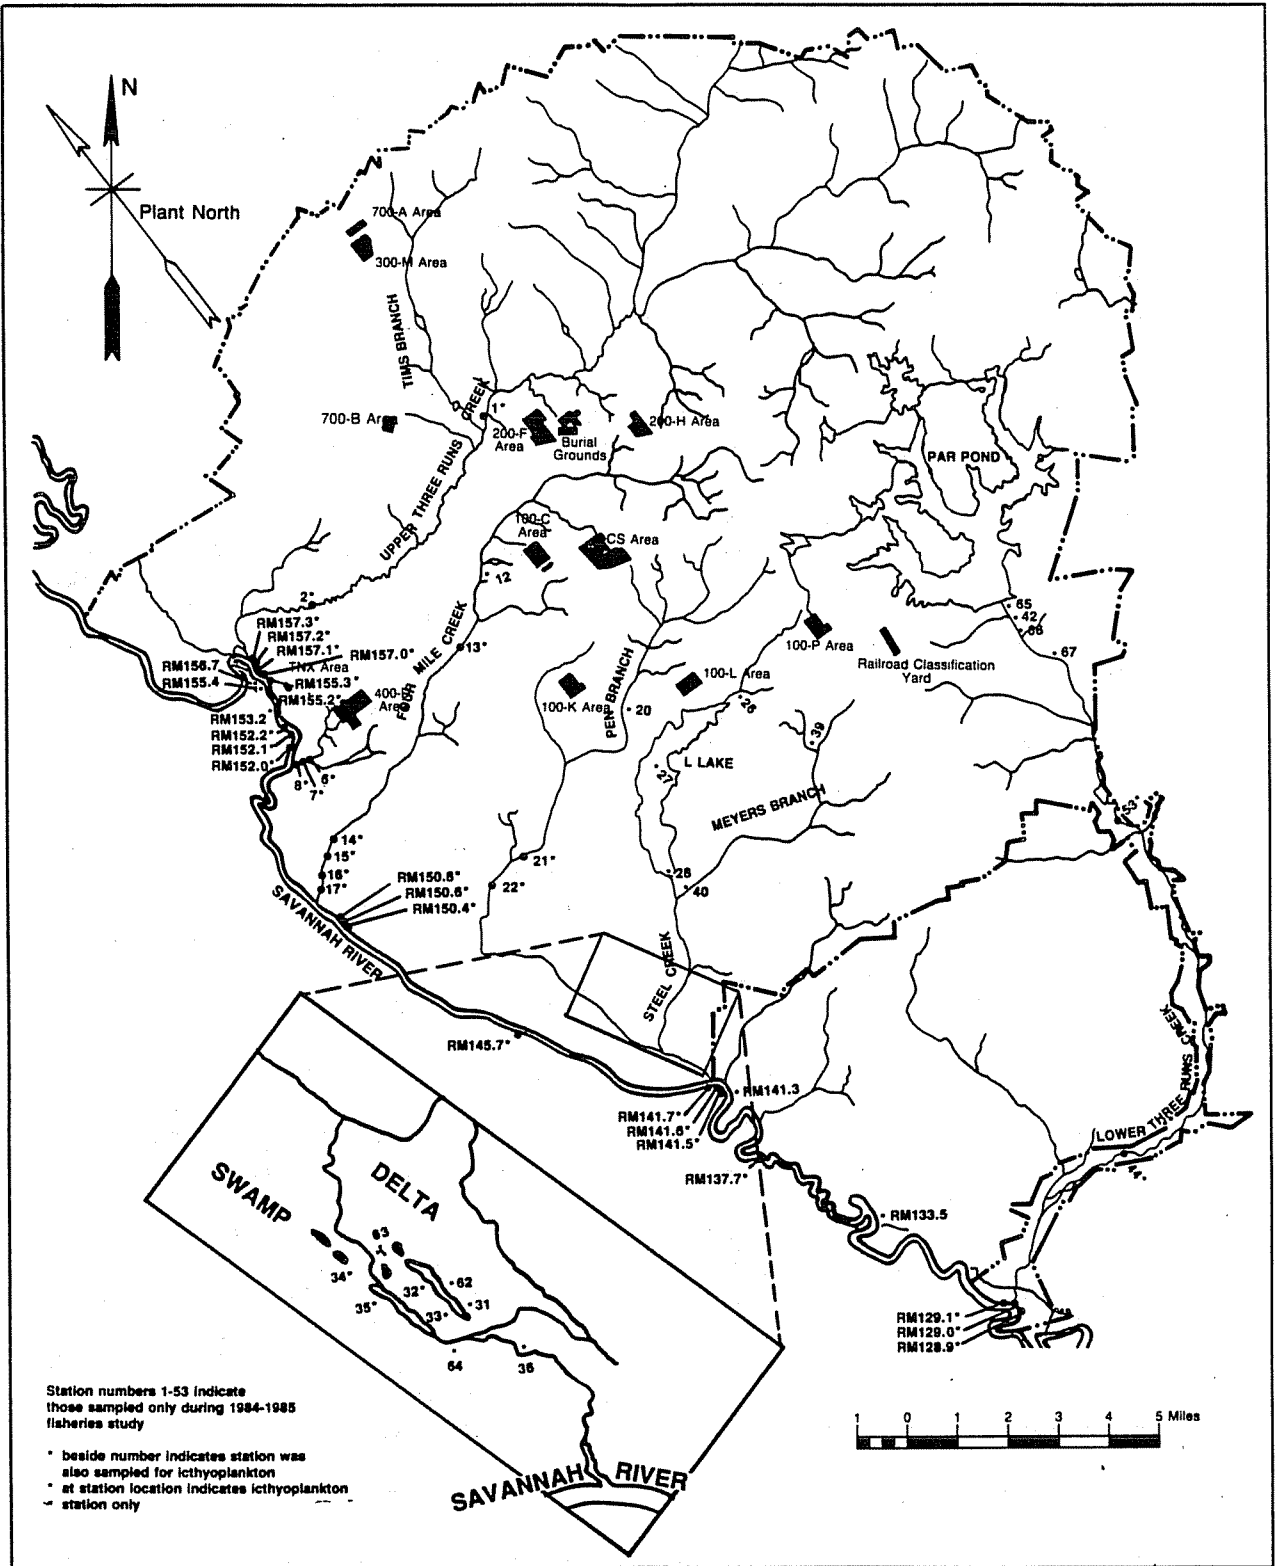 N
Plant North
700-A Area
300-M Area
TIMS BRANCH
700-B Area
UPPER THREE RUNS CREEK
1*
200-F
Area
Burial
Grounds
200-H Area
PAR POND
100-C
Area
CS Area
12
2*
FOUR MILE CREEK
13*
RM157.3*
RM157.2*
RM157.1*
RM157.0*
TNX Area
RM156.7
RM155.4
RM155.3*
RM155.2*
RM153.2
RM152.2*
RM152.1
RM152.0*
400-D
Area
6*
7*
8*
100-K Area
PEN BRANCH
20
100-L Area
100-P Area
Railroad Classification
Yard
65
42
67
39
27
L LAKE
MEYERS BRANCH
53*
14*
15*
16*
17*
21*
22*
40
RM150.8*
RM150.6*
RM150.4*
SAVANNAH RIVER
STEEL CREEK
RM145.7*
RM141.3
RM141.7*
RM141.6*
RM141.5*
RM137.7*
RM133.5
LOWER THREE RUNS CREEK
RM129.1*
RM129.0*
RM128.9*
SWAMP
DELTA
34*
62
32*
31
35*
33*
64
36
SAVANNAH RIVER
Station numbers 1-53 indicate
those sampled only during 1984-1985
fisheries study
* beside number indicates station was
also sampled for icthyoplankton
* at station location indicates icthyoplankton
station only
1 0 1 2 3 4 5 Miles